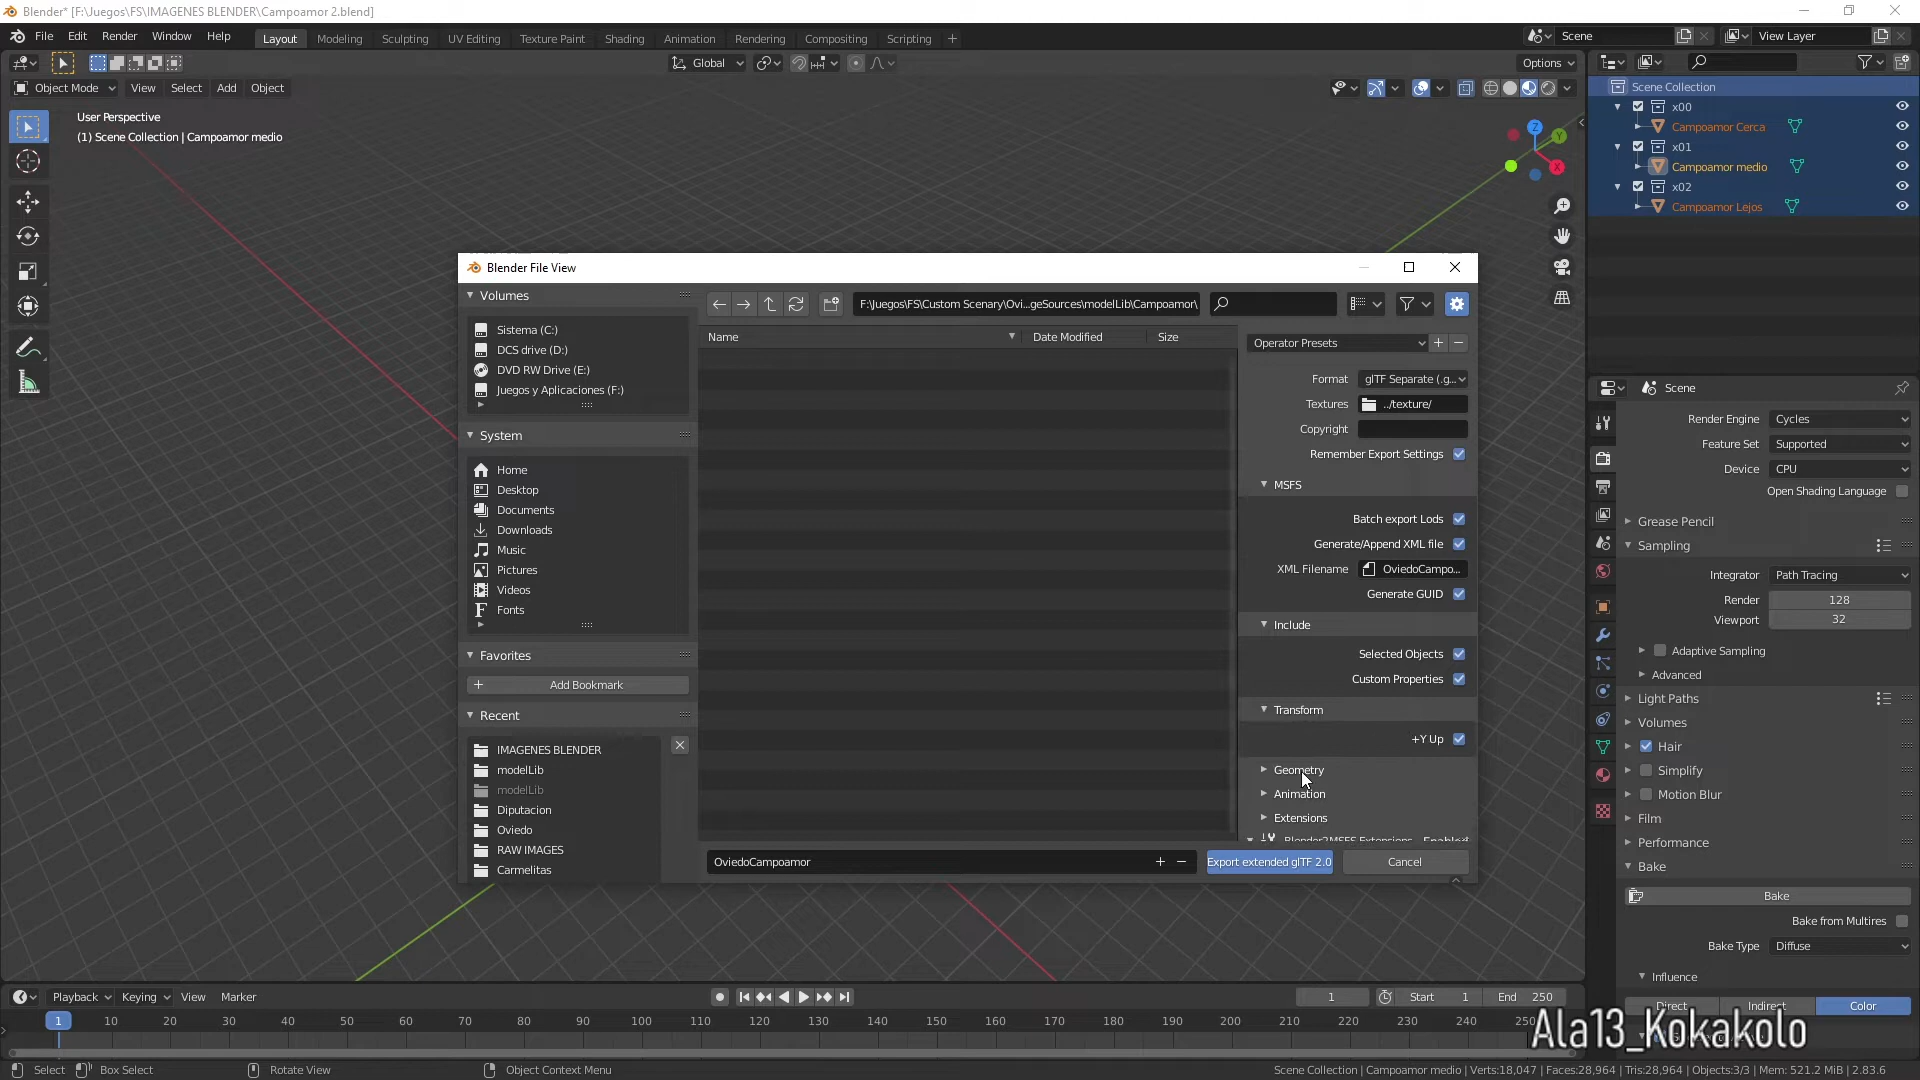 Blender* [F:\Juegos\FS\IMAGENES BLENDER\Campoamor 2.blend]
File Edit Render Window Help Layout Modeling Sculpting UV Editing Texture Paint Shading Animation Rendering Compositing Scripting + Scene View Layer
Global Options
Object Mode View Select Add Object
User Perspective
(1) Scene Collection | Campoamor medio
Z Y X
Scene Collection
x00
Campoamor Cerca
x01
Campoamor medio
x02
Campoamor Lejos
Blender File View
Volumes
Sistema (C:)
DCS drive (D:)
DVD RW Drive (E:)
Juegos y Aplicaciones (F:)
System
Home
Desktop
Documents
Downloads
Music
Pictures
Videos
Fonts
Favorites
+ Add Bookmark
Recent
IMAGENES BLENDER
modelLib
modelLib
Diputacion
Oviedo
RAW IMAGES
Carmelitas
F:\Juegos\FS\Custom Scenary\Ovi...geSources\modelLib\Campoamor\
Name Date Modified Size
Operator Presets + −
Format glTF Separate (.g...
Textures ../texture/
Copyright
Remember Export Settings
MSFS
Batch export Lods
Generate/Append XML file
XML Filename OviedoCampo...
Generate GUID
Include
Selected Objects
Custom Properties
Transform
+Y Up
Geometry
Animation
Extensions
Blender2MSFS Extensions Enabled
OviedoCampoamor + − Export extended glTF 2.0 Cancel
Scene
Render Engine Cycles
Feature Set Supported
Device CPU
Open Shading Language
Grease Pencil
Sampling
Integrator Path Tracing
Render 128
Viewport 32
Adaptive Sampling
Advanced
Light Paths
Volumes
Hair
Simplify
Motion Blur
Film
Performance
Bake
Bake
Bake from Multires
Bake Type Diffuse
Influence
Direct Indirect Color
Playback Keying View Marker 1 Start 1 End 250
1 10 20 30 40 50 60 70 80 90 100 110 120 130 140 150 160 170 180 190 200 210 220 230 240 250
Ala13_Kokakolo
Select Box Select Rotate View Object Context Menu Scene Collection | Campoamor medio | Verts:18,047 | Faces:28,964 | Tris:28,964 | Objects:3/3 | Mem: 521.2 MiB | 2.83.6